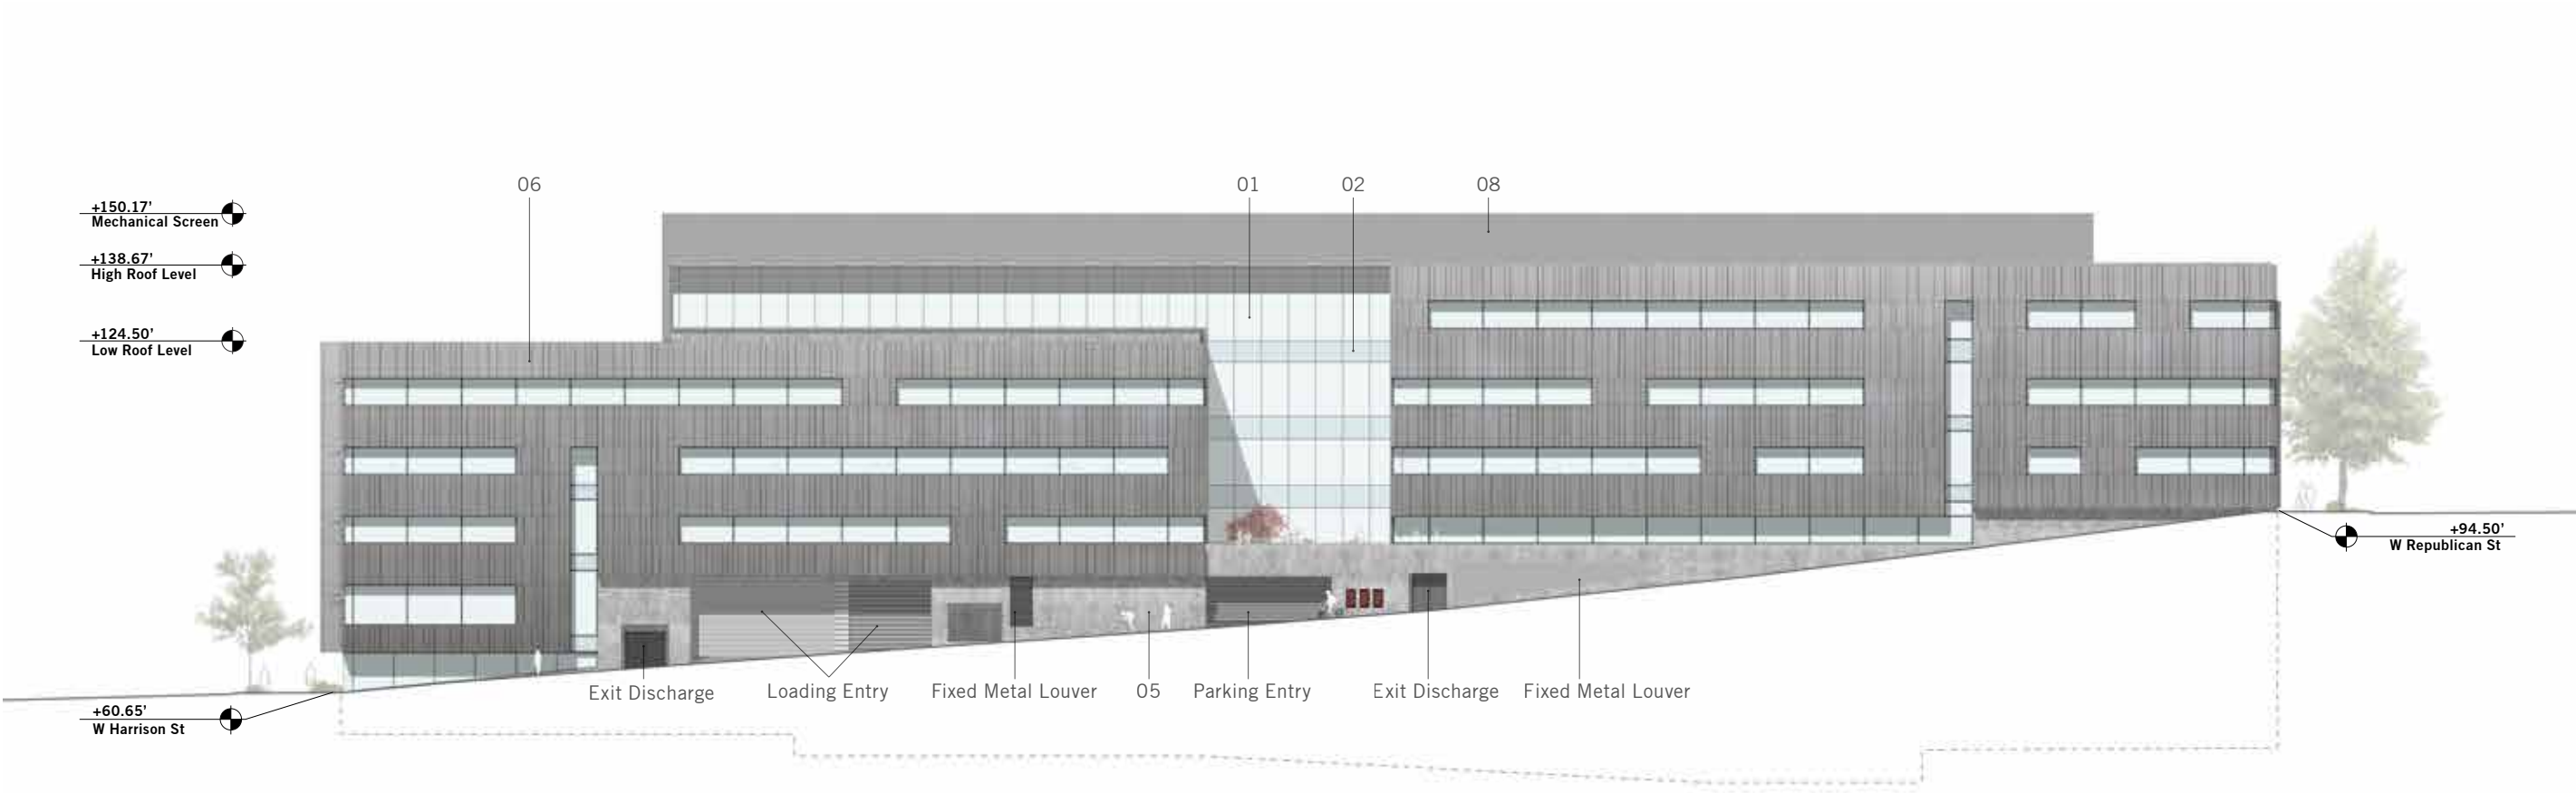 06
01
02
08
+150.17'
Mechanical Screen
+138.67'
High Roof Level
+124.50'
Low Roof Level
+94.50'
W Republican St
Exit Discharge
Loading Entry
Fixed Metal Louver
05
Parking Entry
Exit Discharge
Fixed Metal Louver
+60.65'
W Harrison St